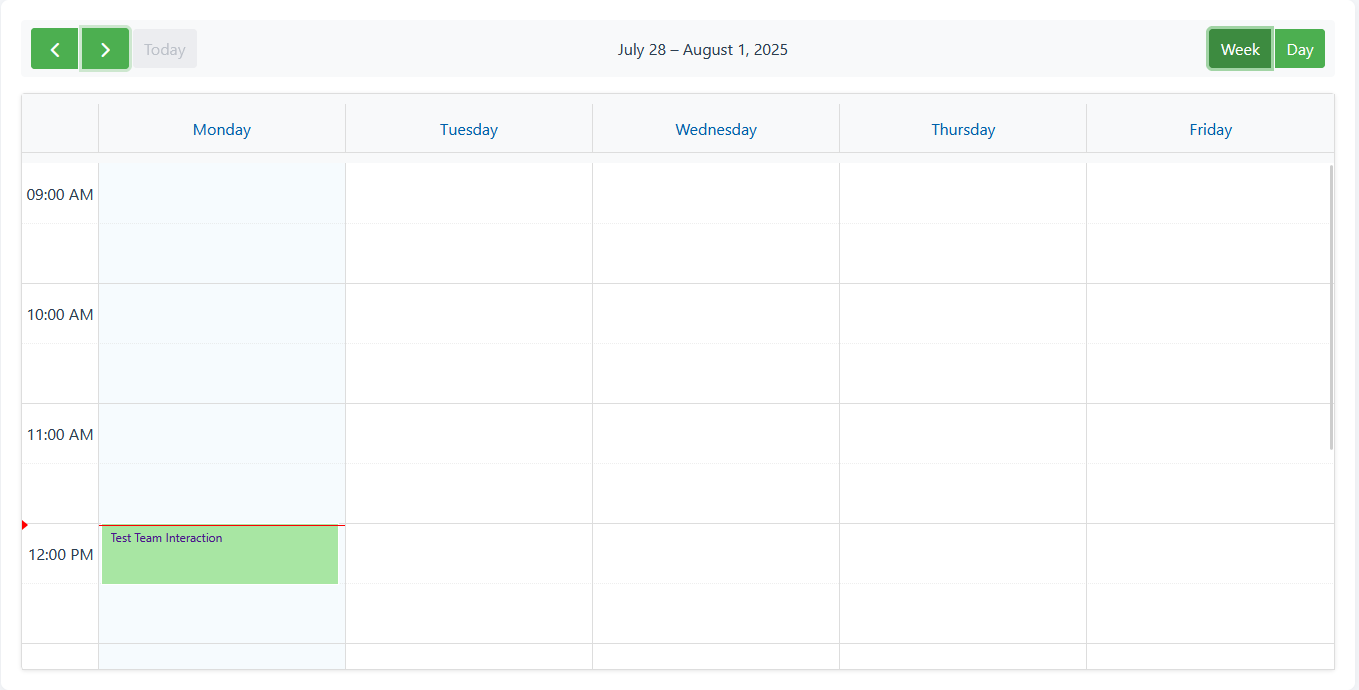 Today
July 28 – August 1, 2025
Week Day
Monday Tuesday Wednesday Thursday Friday
09:00 AM
10:00 AM
11:00 AM
Test Team Interaction
12:00 PM